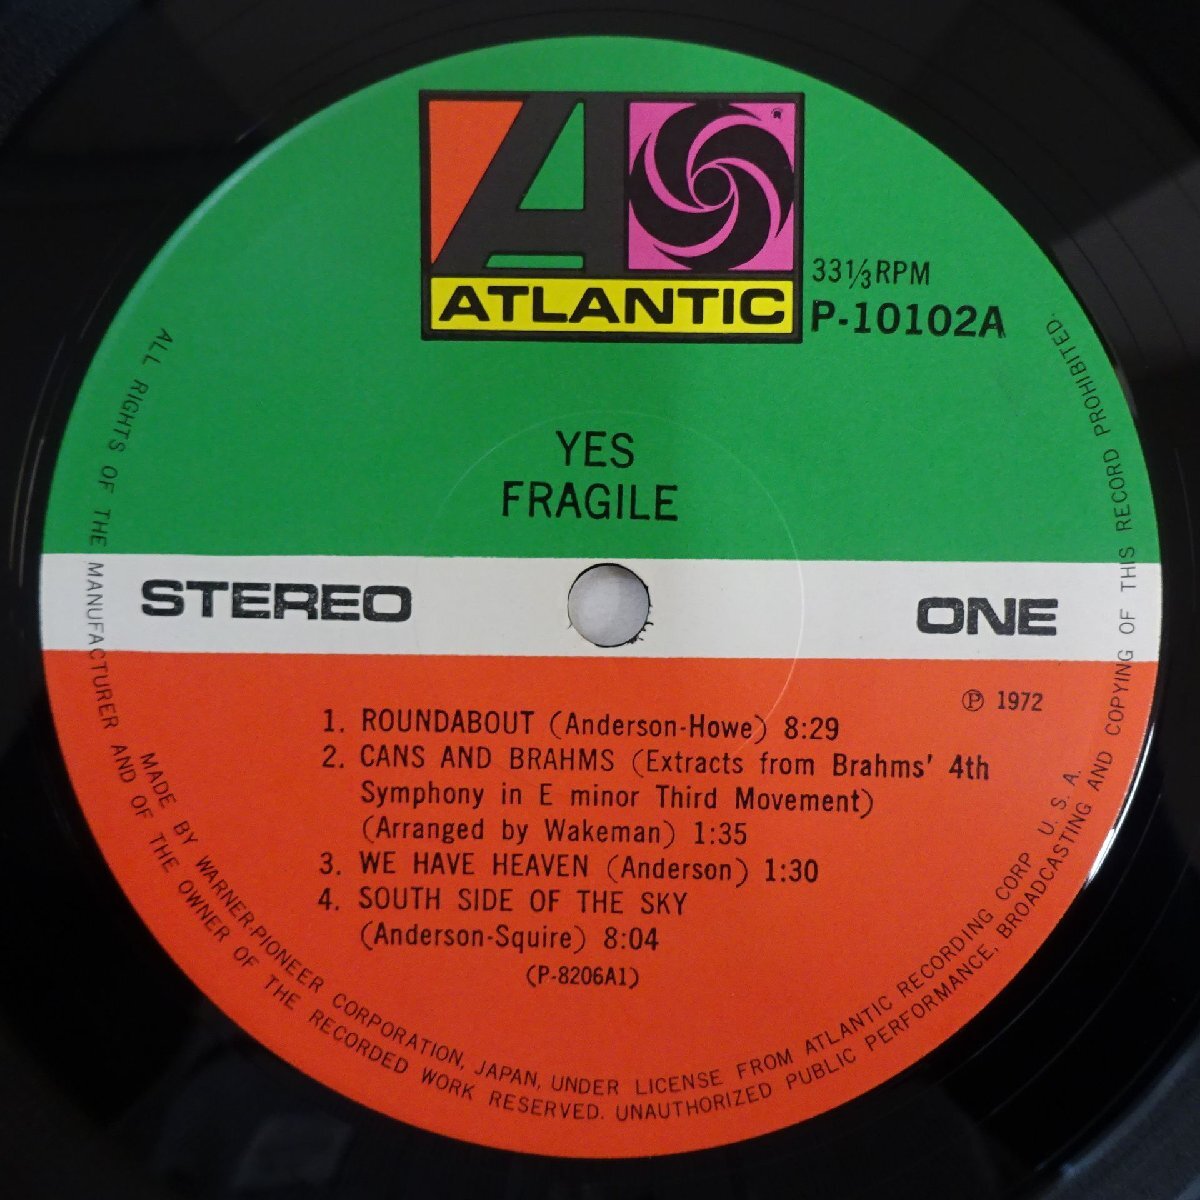 ATLANTIC
33⅓ RPM
P-10102A
YES
FRAGILE
STEREO
ONE
℗ 1972
1. ROUNDABOUT (Anderson-Howe) 8:29
2. CANS AND BRAHMS (Extracts from Brahms' 4th
Symphony in E minor Third Movement)
(Arranged by Wakeman) 1:35
3. WE HAVE HEAVEN (Anderson) 1:30
4. SOUTH SIDE OF THE SKY
(Anderson-Squire) 8:04
(P-8206A1)
MADE BY WARNER-PIONEER CORPORATION, JAPAN, UNDER LICENSE FROM ATLANTIC RECORDING CORP. U. S. A.
ALL RIGHTS OF THE MANUFACTURER AND OF THE OWNER OF THE RECORDED WORK RESERVED. UNAUTHORIZED PUBLIC PERFORMANCE, BROADCASTING AND COPYING OF THIS RECORD PROHIBITED.